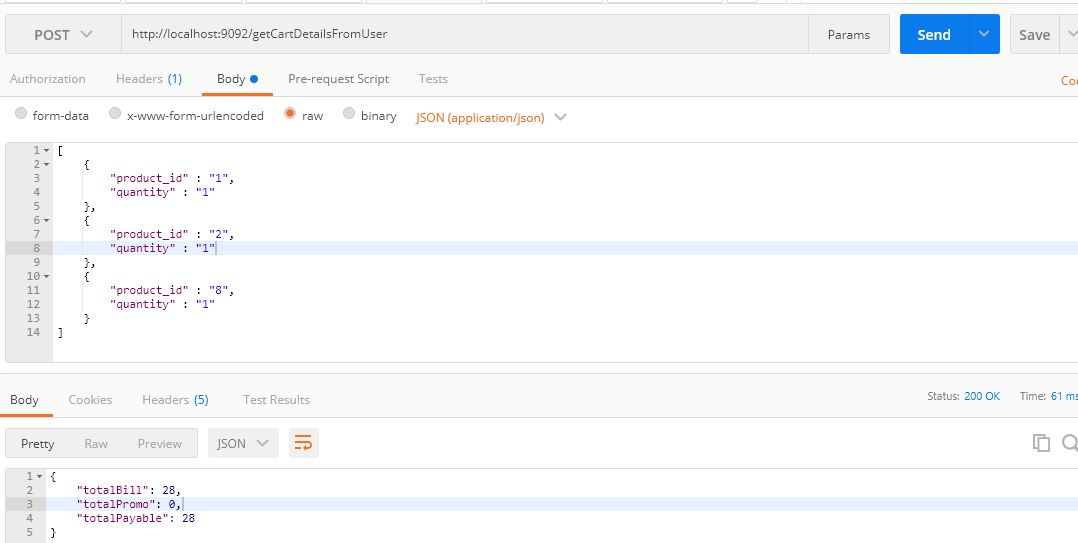 POST http://localhost:9092/getCartDetailsFromUser Params Send Save
Authorization Headers (1) Body Pre-request Script Tests
form-data x-www-form-urlencoded raw binary JSON (application/json)
1 [
2 {
3 "product_id" : "1",
4 "quantity" : "1"
5 },
6 {
7 "product_id" : "2",
8 "quantity" : "1"
9 },
10 {
11 "product_id" : "8",
12 "quantity" : "1"
13 }
14 ]
Body Cookies Headers (5) Test Results Status: 200 OK Time: 61 ms
Pretty Raw Preview JSON
1 {
2 "totalBill": 28,
3 "totalPromo": 0,
4 "totalPayable": 28
5 }